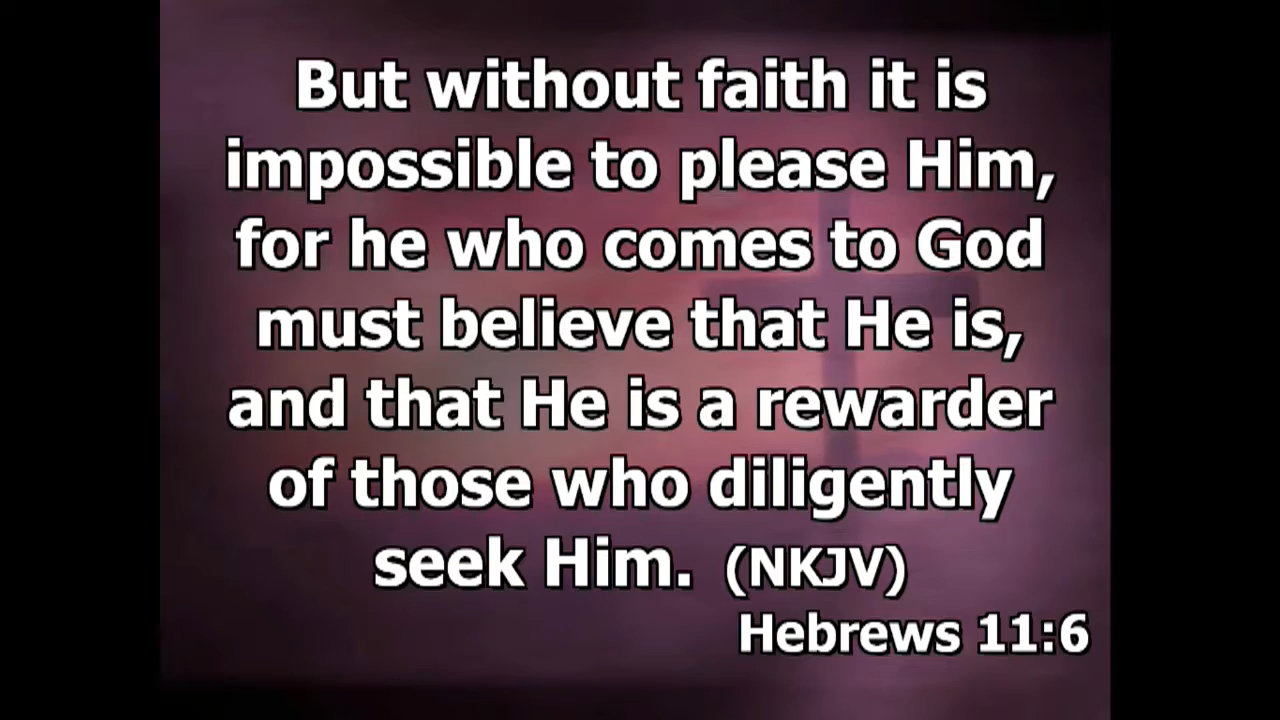 But without faith it is
impossible to please Him,
for he who comes to God
must believe that He is,
and that He is a rewarder
of those who diligently
seek Him. (NKJV)
Hebrews 11:6